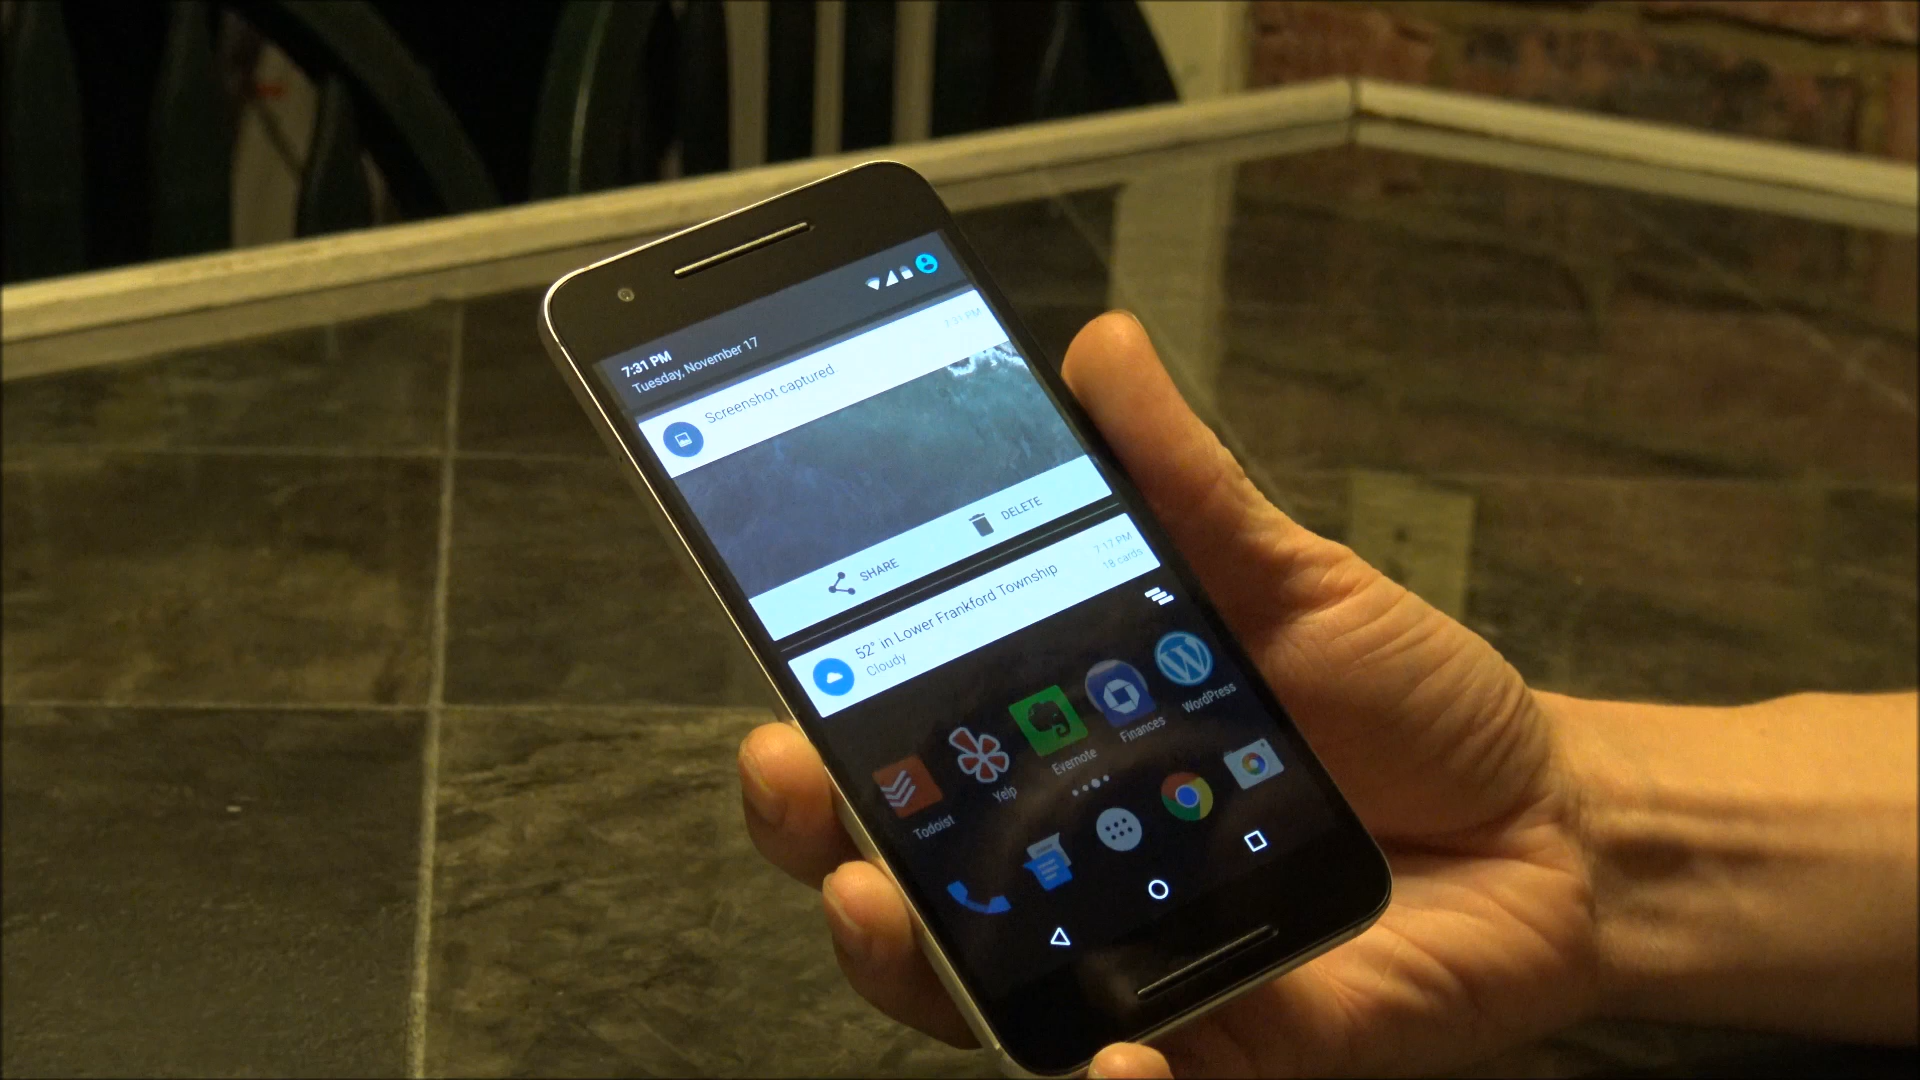 7:31 PM
Tuesday, November 17
Screenshot captured.
7:31 PM
SHARE
DELETE
52° in Lower Frankford Township
7:17 PM
Cloudy
18 cards
Todoist
Yelp
Evernote
Finances
WordPress